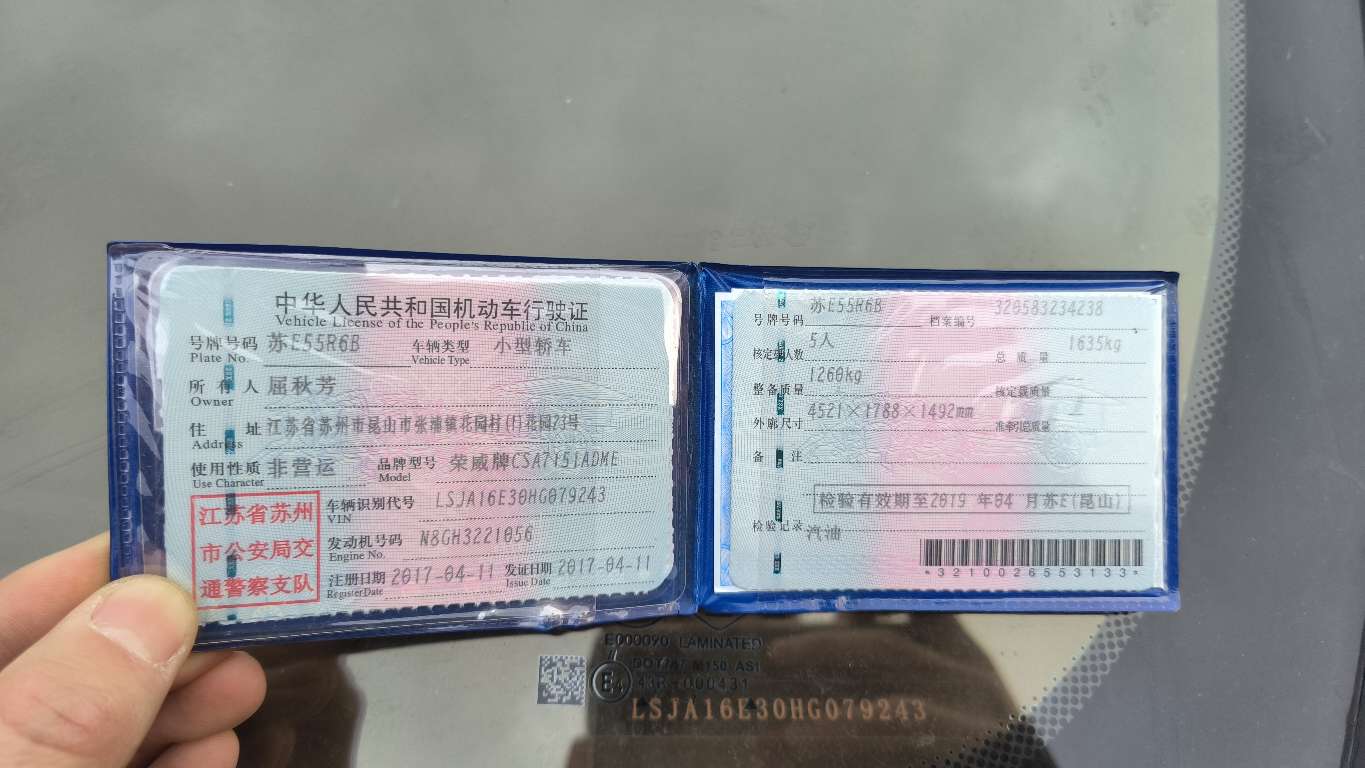 中华人民共和国机动车行驶证
Vehicle License of the People's Republic of China
号牌号码 苏E55R6B 车辆类型 小型轿车
Plate No. Vehicle Type
所有人 屈秋芳
Owner
住址 江苏省苏州市昆山市张浦镇花园村(1)花园23号
Address
使用性质 非营运 品牌型号 荣威牌CSA7151ADME
Use Character Model
江苏省苏州
市公安局交
通警察支队
车辆识别代号 LSJA16E30HG079243
VIN
发动机号码 N8GH3221056
Engine No.
注册日期 2017-04-11 发证日期 2017-04-11
Register Date Issue Date
号牌号码 苏E55R6B 档案编号 320583234238
核定载人数 5人 总质量 1635kg
整备质量 1260kg 核定载质量
外廓尺寸 4521×1788×1492mm 准牵引总质量
备注
检验有效期至2019 年04 月苏E(昆山)
检验记录 汽油
*3210026553133*
E000090 LAMINATED
M150 AS1
43R-000431
E4
LSJA16E30HG079243